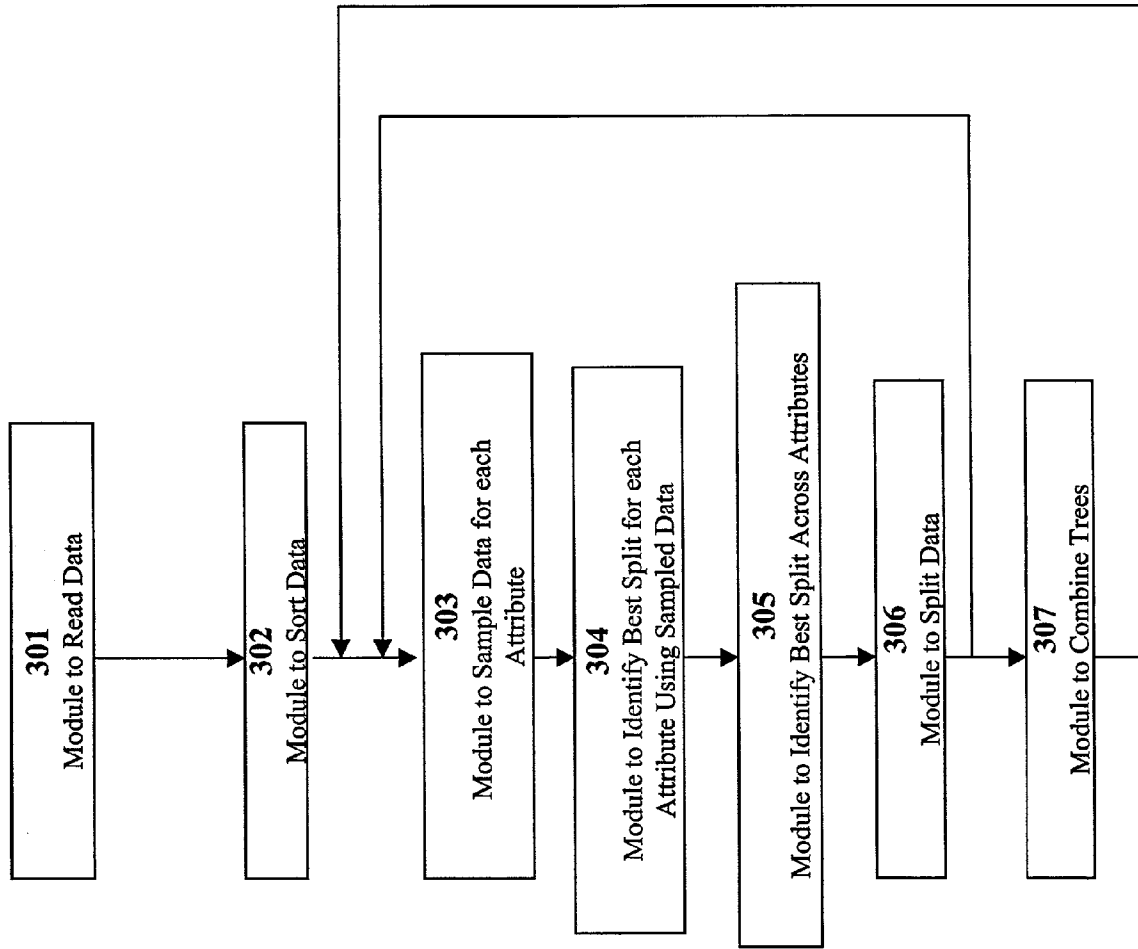 301
Module to Read Data
302
Module to Sort Data
303
Module to Sample Data for each
Attribute
304
Module to Identify Best Split for each
Attribute Using Sampled Data
305
Module to Identify Best Split Across Attributes
306
Module to Split Data
307
Module to Combine Trees